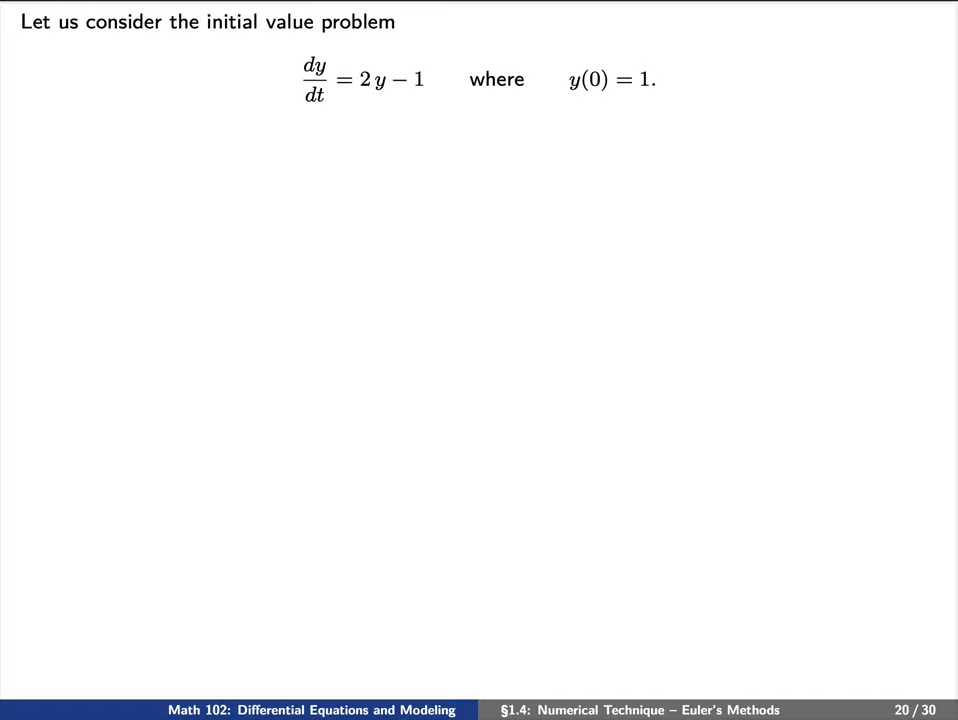 Let us consider the initial value problem
dy/dt = 2 y − 1 where y(0) = 1.
Math 102: Differential Equations and Modeling §1.4: Numerical Technique – Euler's Methods 20 / 30